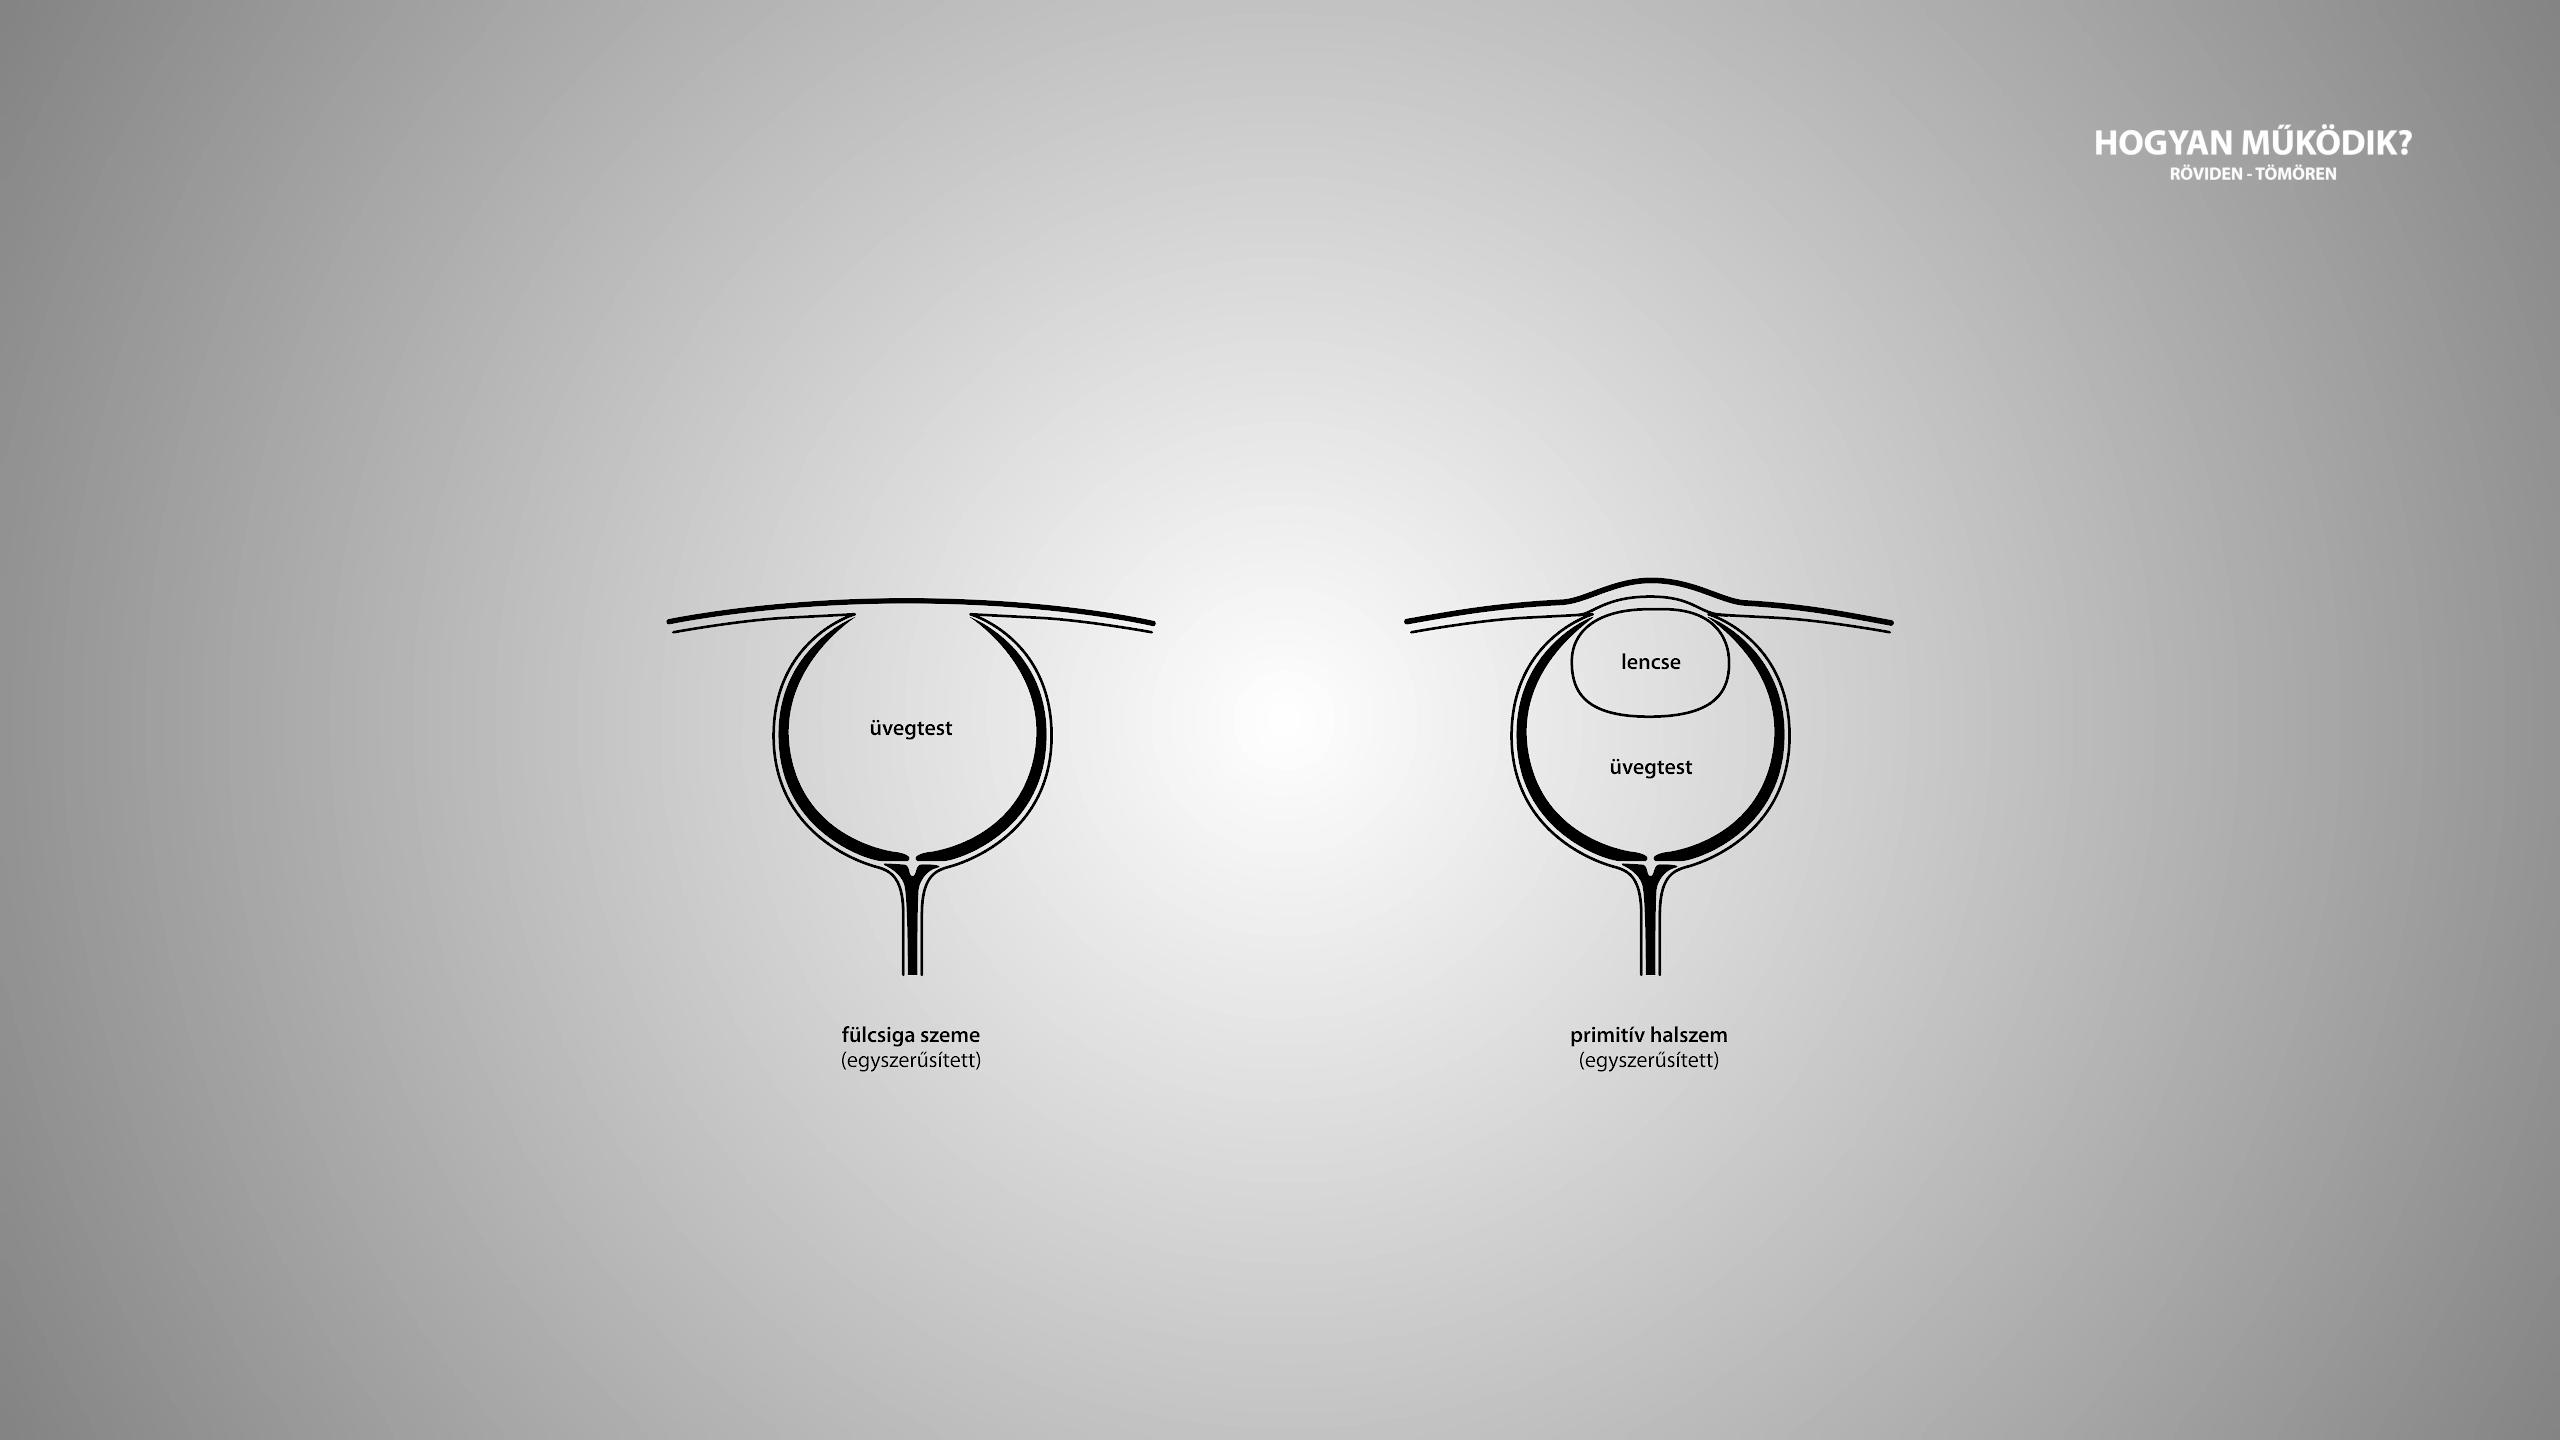 HOGYAN MŰKÖDIK?
RÖVIDEN - TÖMÖREN
üvegtest
lencse
üvegtest
fülcsiga szeme
(egyszerűsített)
primitív halszem
(egyszerűsített)